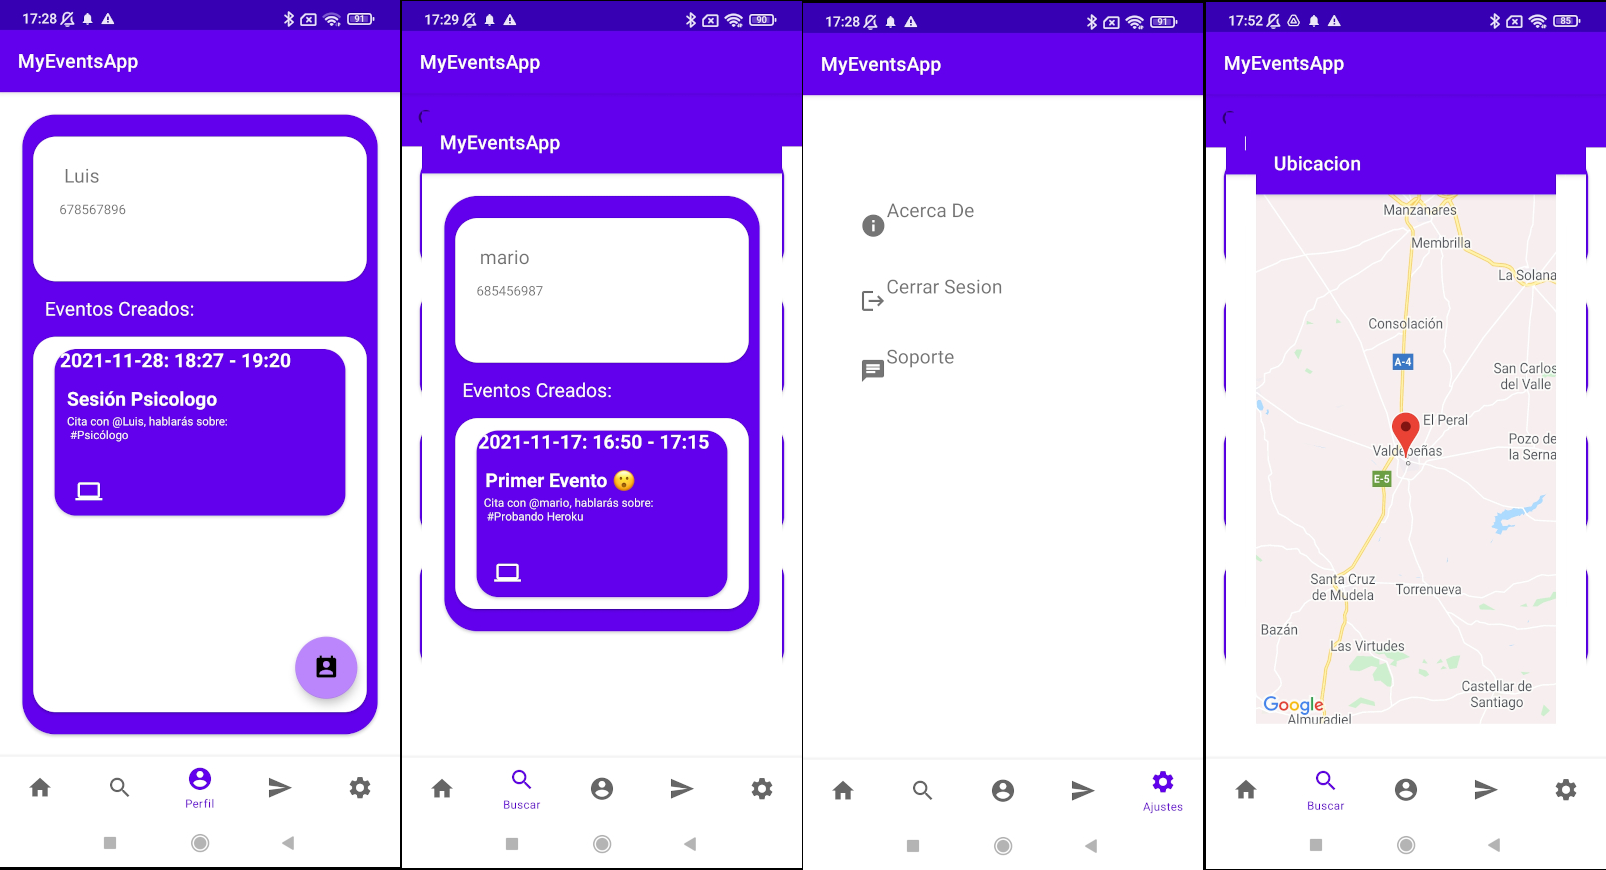 17:28
91
MyEventsApp
Luis
678567896
Eventos Creados:
2021-11-28: 18:27 - 19:20
Sesión Psicologo
Cita con @Luis, hablarás sobre:
#Psicólogo
Perfil
17:29
90
MyEventsApp
MyEventsApp
mario
685456987
Eventos Creados:
2021-11-17: 16:50 - 17:15
Primer Evento 😮
Cita con @mario, hablarás sobre:
#Probando Heroku
Buscar
17:28
91
MyEventsApp
Acerca De
Cerrar Sesion
Soporte
Ajustes
17:52
85
MyEventsApp
Ubicacion
Manzanares
Membrilla
La Solana
Consolación
A-4
San Carlos
del Valle
El Peral
Valdepeñas
Pozo de
la Serna
E-5
Santa Cruz
de Mudela
Torrenueva
Bazán
Las Virtudes
Castellar de
Santiago
Google
Almuradiel
Buscar